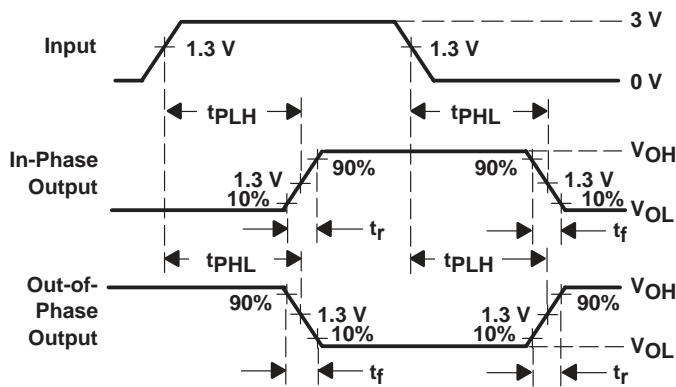 3 V
Input
1.3 V
1.3 V
0 V
tPLH
tPHL
In-Phase
Output
VOH
90%
90%
1.3 V
1.3 V
10%
10%
VOL
tr
tf
tPHL
tPLH
Out-of-
Phase
Output
VOH
90%
90%
1.3 V
1.3 V
10%
10%
VOL
tf
tr